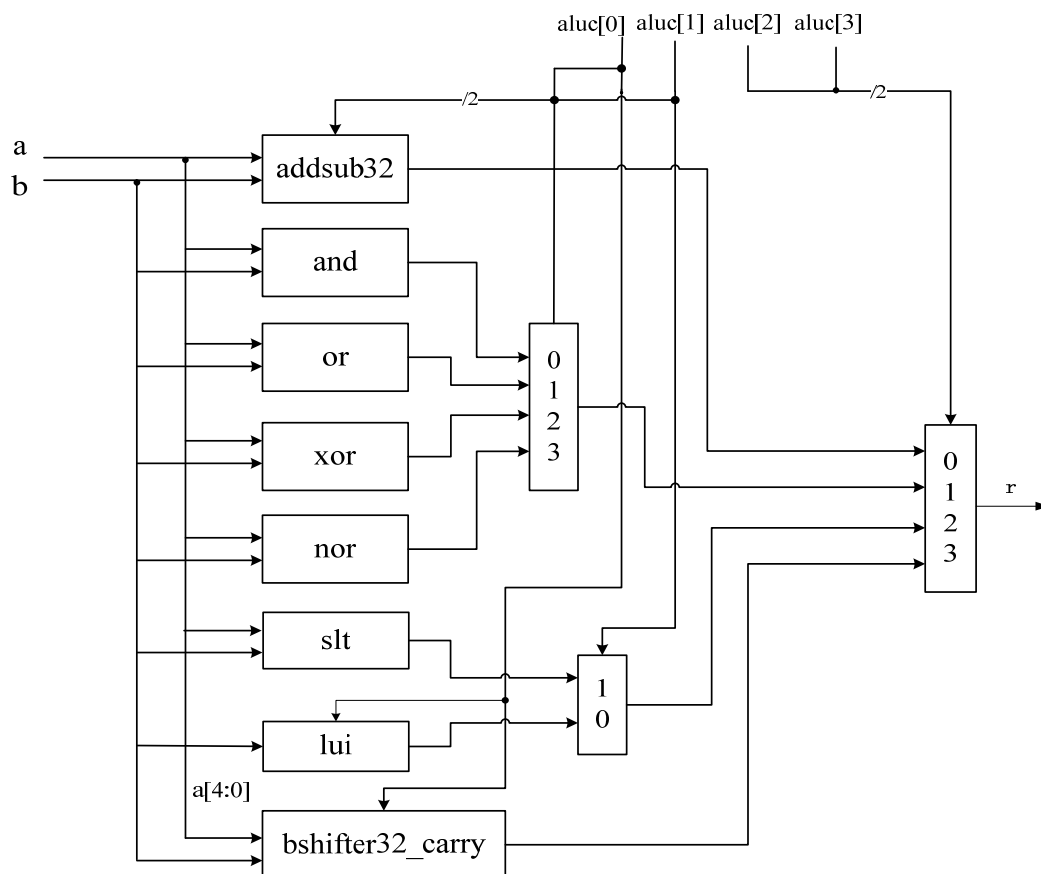 aluc[0] aluc[1] aluc[2] aluc[3]
/2
/2
a
b
addsub32
and
or
xor
nor
0
1
2
3
0
1
2
3
r
slt
lui
1
0
a[4:0]
bshifter32_carry